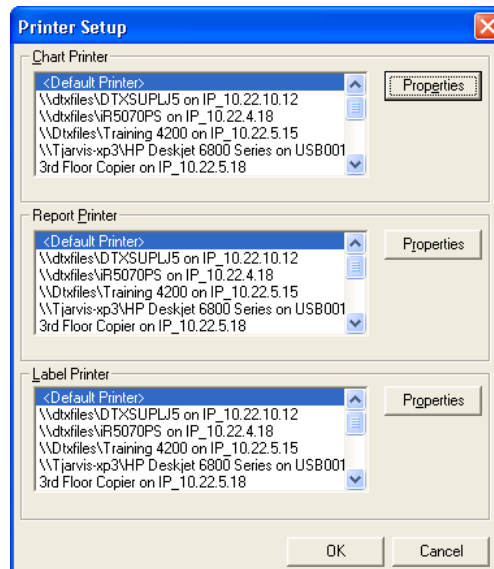 Printer Setup
Chart Printer
<Default Printer>
\\dtxfiles\DTXSUPLJ5 on IP_10.22.10.12
\\dtxfiles\iR5070PS on IP_10.22.4.18
\\Dtxfiles\Training 4200 on IP_10.22.5.15
\\Tjarvis-xp3\HP Deskjet 6800 Series on USB001
3rd Floor Copier on IP_10.22.5.18
Properties
Report Printer
<Default Printer>
\\dtxfiles\DTXSUPLJ5 on IP_10.22.10.12
\\dtxfiles\iR5070PS on IP_10.22.4.18
\\Dtxfiles\Training 4200 on IP_10.22.5.15
\\Tjarvis-xp3\HP Deskjet 6800 Series on USB001
3rd Floor Copier on IP_10.22.5.18
Properties
Label Printer
<Default Printer>
\\dtxfiles\DTXSUPLJ5 on IP_10.22.10.12
\\dtxfiles\iR5070PS on IP_10.22.4.18
\\Dtxfiles\Training 4200 on IP_10.22.5.15
\\Tjarvis-xp3\HP Deskjet 6800 Series on USB001
3rd Floor Copier on IP_10.22.5.18
Properties
OK
Cancel